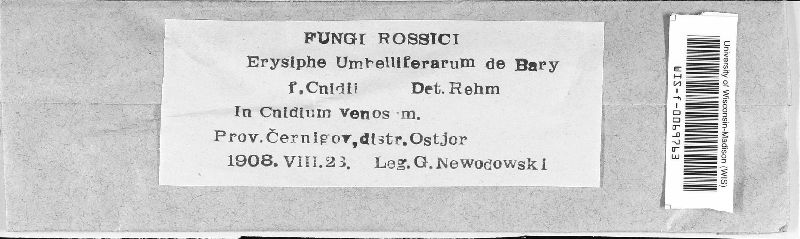 FUNGI ROSSICI
Erysiphe Umbelliferarum de Bary
f. Cnidii Det. Rehm
In Cnidium venos m.
Prov. Černigov, distr. Ostjor
1908. VIII. 23. Leg. G. Newodowski
University of Wisconsin-Madison (WIS)
WIS-f-0069763